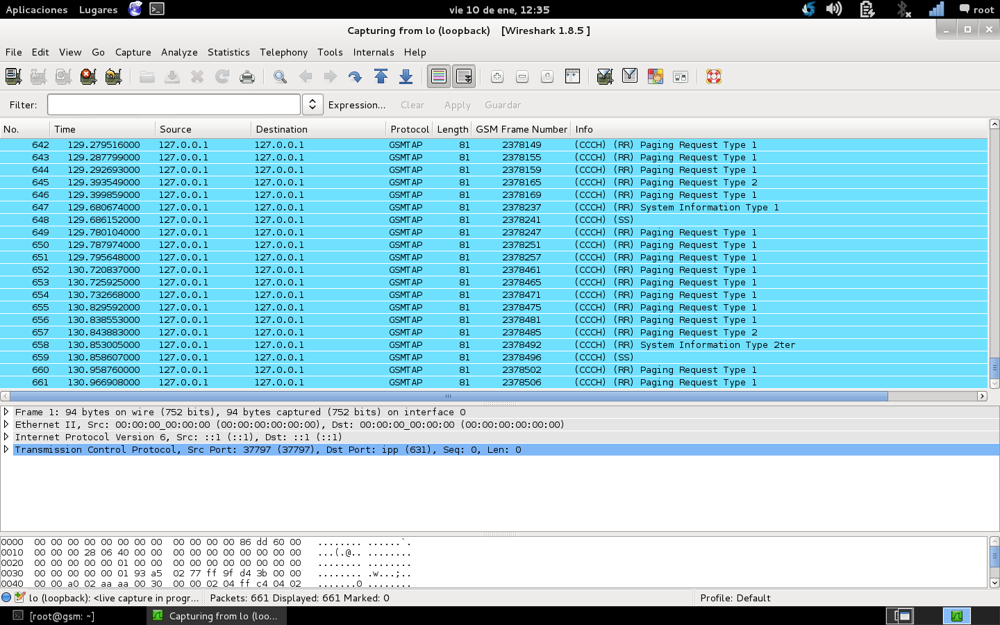 Aplicaciones Lugares vie 10 de ene, 12:35 root
Capturing from lo (loopback) [Wireshark 1.8.5 ]
File Edit View Go Capture Analyze Statistics Telephony Tools Internals Help
Filter: Expression... Clear Apply Guardar
No. Time Source Destination Protocol Length GSM Frame Number Info
642 129.279516000 127.0.0.1 127.0.0.1 GSMTAP 81 2378149 (CCCH) (RR) Paging Request Type 1
643 129.287799000 127.0.0.1 127.0.0.1 GSMTAP 81 2378155 (CCCH) (RR) Paging Request Type 1
644 129.292693000 127.0.0.1 127.0.0.1 GSMTAP 81 2378159 (CCCH) (RR) Paging Request Type 1
645 129.393549000 127.0.0.1 127.0.0.1 GSMTAP 81 2378165 (CCCH) (RR) Paging Request Type 2
646 129.399859000 127.0.0.1 127.0.0.1 GSMTAP 81 2378169 (CCCH) (RR) Paging Request Type 1
647 129.680674000 127.0.0.1 127.0.0.1 GSMTAP 81 2378237 (CCCH) (RR) System Information Type 1
648 129.686152000 127.0.0.1 127.0.0.1 GSMTAP 81 2378241 (CCCH) (SS)
649 129.780104000 127.0.0.1 127.0.0.1 GSMTAP 81 2378247 (CCCH) (RR) Paging Request Type 1
650 129.787974000 127.0.0.1 127.0.0.1 GSMTAP 81 2378251 (CCCH) (RR) Paging Request Type 1
651 129.795648000 127.0.0.1 127.0.0.1 GSMTAP 81 2378257 (CCCH) (RR) Paging Request Type 1
652 130.720837000 127.0.0.1 127.0.0.1 GSMTAP 81 2378461 (CCCH) (RR) Paging Request Type 1
653 130.725925000 127.0.0.1 127.0.0.1 GSMTAP 81 2378465 (CCCH) (RR) Paging Request Type 1
654 130.732668000 127.0.0.1 127.0.0.1 GSMTAP 81 2378471 (CCCH) (RR) Paging Request Type 1
655 130.829592000 127.0.0.1 127.0.0.1 GSMTAP 81 2378475 (CCCH) (RR) Paging Request Type 1
656 130.838553000 127.0.0.1 127.0.0.1 GSMTAP 81 2378481 (CCCH) (RR) Paging Request Type 1
657 130.843883000 127.0.0.1 127.0.0.1 GSMTAP 81 2378485 (CCCH) (RR) Paging Request Type 2
658 130.853005000 127.0.0.1 127.0.0.1 GSMTAP 81 2378492 (CCCH) (RR) System Information Type 2ter
659 130.858607000 127.0.0.1 127.0.0.1 GSMTAP 81 2378496 (CCCH) (SS)
660 130.958760000 127.0.0.1 127.0.0.1 GSMTAP 81 2378502 (CCCH) (RR) Paging Request Type 1
661 130.966908000 127.0.0.1 127.0.0.1 GSMTAP 81 2378506 (CCCH) (RR) Paging Request Type 1
Frame 1: 94 bytes on wire (752 bits), 94 bytes captured (752 bits) on interface 0
Ethernet II, Src: 00:00:00_00:00:00 (00:00:00:00:00:00), Dst: 00:00:00_00:00:00 (00:00:00:00:00:00)
Internet Protocol Version 6, Src: ::1 (::1), Dst: ::1 (::1)
Transmission Control Protocol, Src Port: 37797 (37797), Dst Port: ipp (631), Seq: 0, Len: 0
0000 00 00 00 00 00 00 00 00 00 00 00 00 86 dd 60 00 ........ ......`.
0010 00 00 00 28 06 40 00 00 00 00 00 00 00 00 00 00 ...(.@.. ........
0020 00 00 00 00 00 01 00 00 00 00 00 00 00 00 00 00 ........ ........
0030 00 00 00 00 00 01 93 a5 02 77 ff 9f d4 3b 00 00 ........ .w...;..
0040 00 00 a0 02 aa aa 00 30 00 00 02 04 ff c4 04 02 .......0 ........
lo (loopback): <live capture in progr... Packets: 661 Displayed: 661 Marked: 0 Profile: Default
[root@gsm: ~] Capturing from lo (loo...